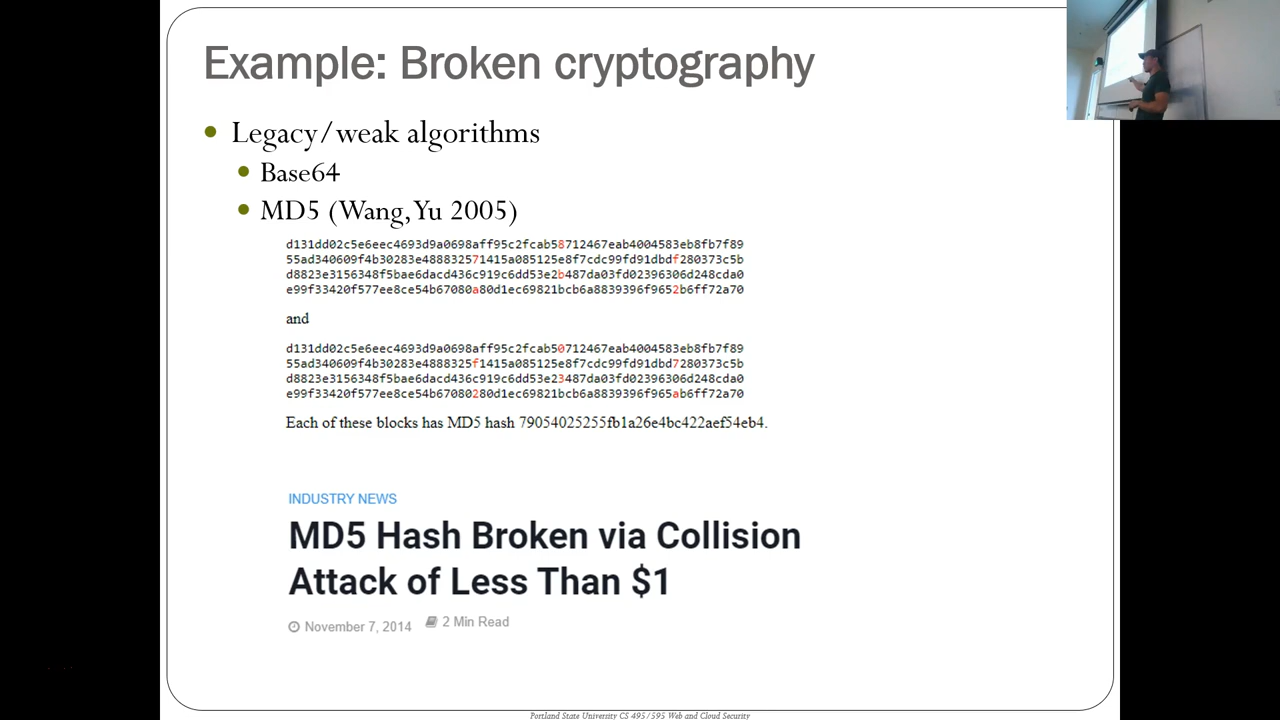 Example: Broken cryptography
Legacy/weak algorithms
Base64
MD5 (Wang, Yu 2005)
d131dd02c5e6eec4693d9a0698aff95c2fcab58712467eab4004583eb8fb7f89
55ad340609f4b30283e488832571415a085125e8f7cdc99fd91dbdf280373c5b
d8823e3156348f5bae6dacd436c919c6dd53e2b487da03fd02396306d248cda0
e99f33420f577ee8ce54b67080a80d1ec69821bcb6a8839396f9652b6ff72a70
and
d131dd02c5e6eec4693d9a0698aff95c2fcab50712467eab4004583eb8fb7f89
55ad340609f4b30283e4888325f1415a085125e8f7cdc99fd91dbd7280373c5b
d8823e3156348f5bae6dacd436c919c6dd53e23487da03fd02396306d248cda0
e99f33420f577ee8ce54b67080280d1ec69821bcb6a8839396f965ab6ff72a70
Each of these blocks has MD5 hash 79054025255fb1a26e4bc422aef54eb4.
INDUSTRY NEWS
MD5 Hash Broken via Collision
Attack of Less Than $1
November 7, 2014 2 Min Read
Portland State University CS 495/595 Web and Cloud Security